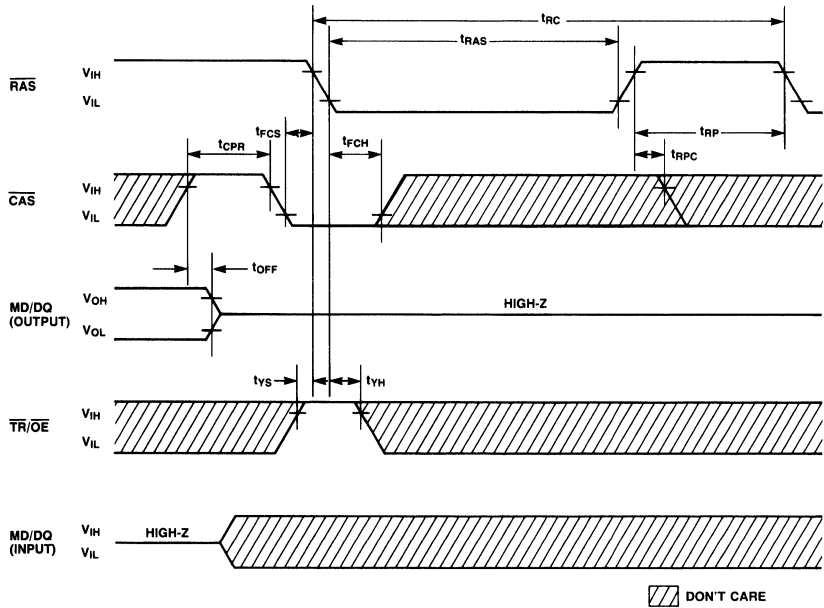 tRC
tRAS
RAS
VIH
VIL
tFCS
tFCH
tRP
tCPR
tRPC
CAS
VIH
VIL
tOFF
MD/DQ
(OUTPUT)
VOH
VOL
HIGH-Z
tYS
tYH
TR/OE
VIH
VIL
MD/DQ
(INPUT)
VIH
VIL
HIGH-Z
DON'T CARE